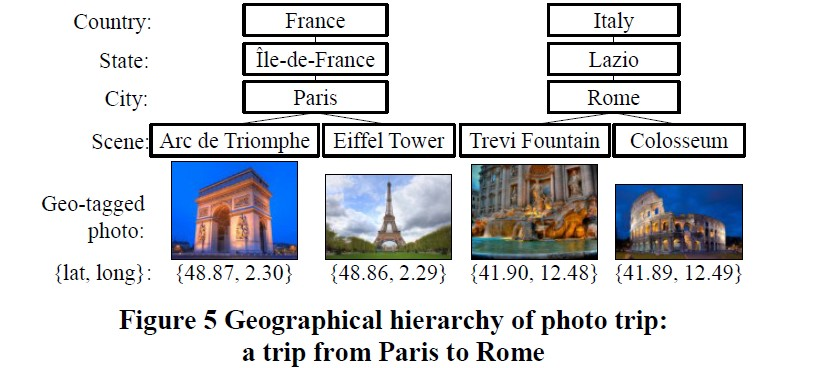 Country: France Italy
State: Île-de-France Lazio
City: Paris Rome
Scene: Arc de Triomphe Eiffel Tower Trevi Fountain Colosseum
Geo-tagged
photo:
{lat, long}: {48.87, 2.30} {48.86, 2.29} {41.90, 12.48} {41.89, 12.49}
Figure 5 Geographical hierarchy of photo trip:
a trip from Paris to Rome